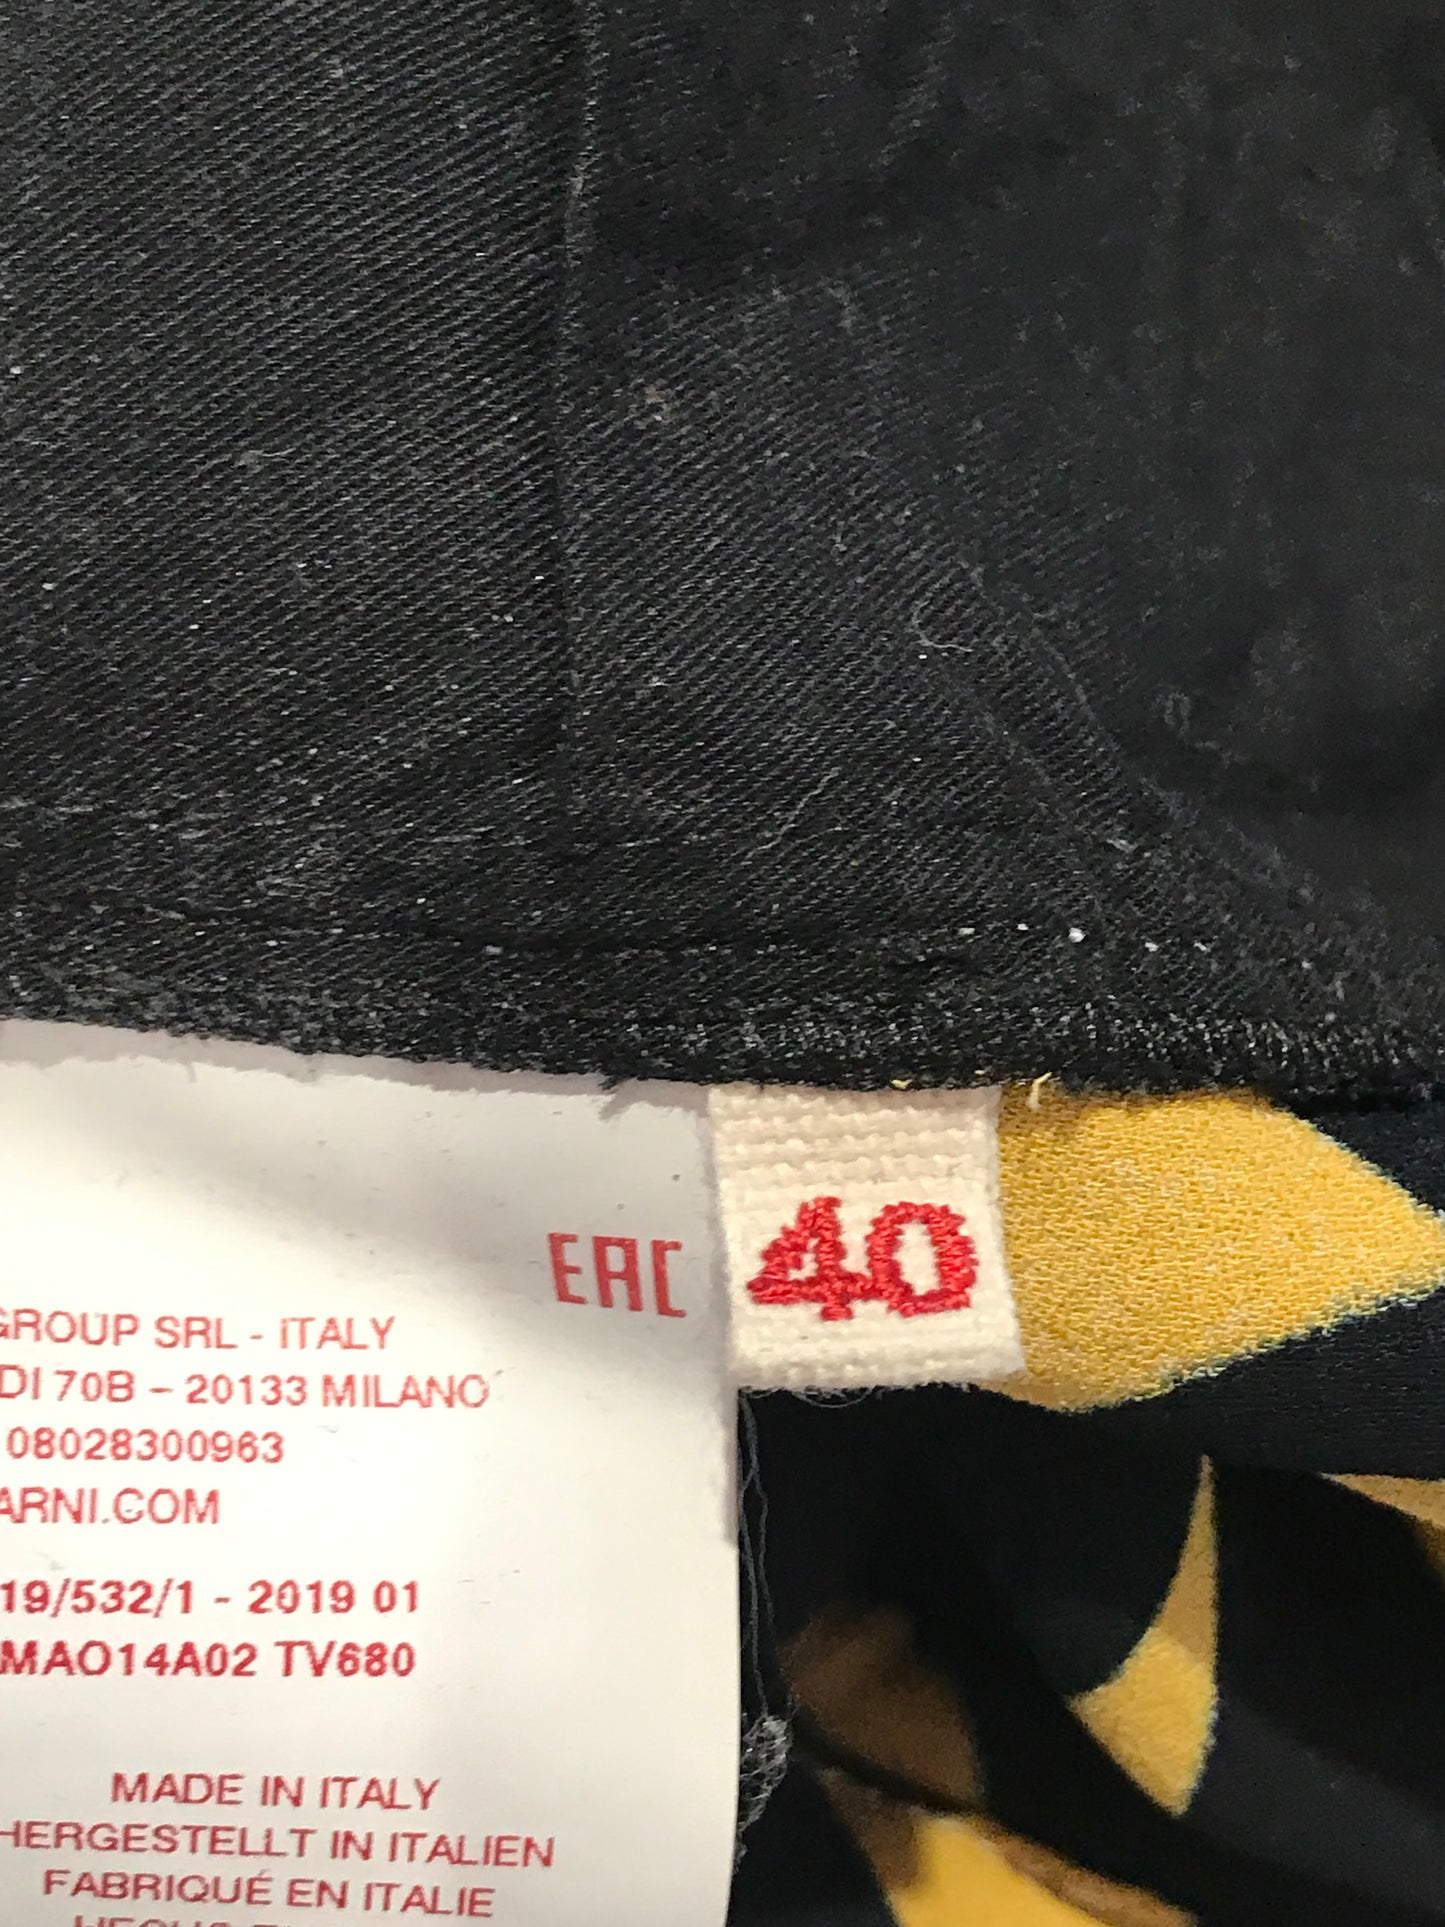 EAC
40
GROUP SRL - ITALY
DI 70B – 20133 MILANO
08028300963
ARNI.COM
19/532/1 - 2019 01
MAO14A02 TV680
MADE IN ITALY
HERGESTELLT IN ITALIEN
FABRIQUÉ EN ITALIE